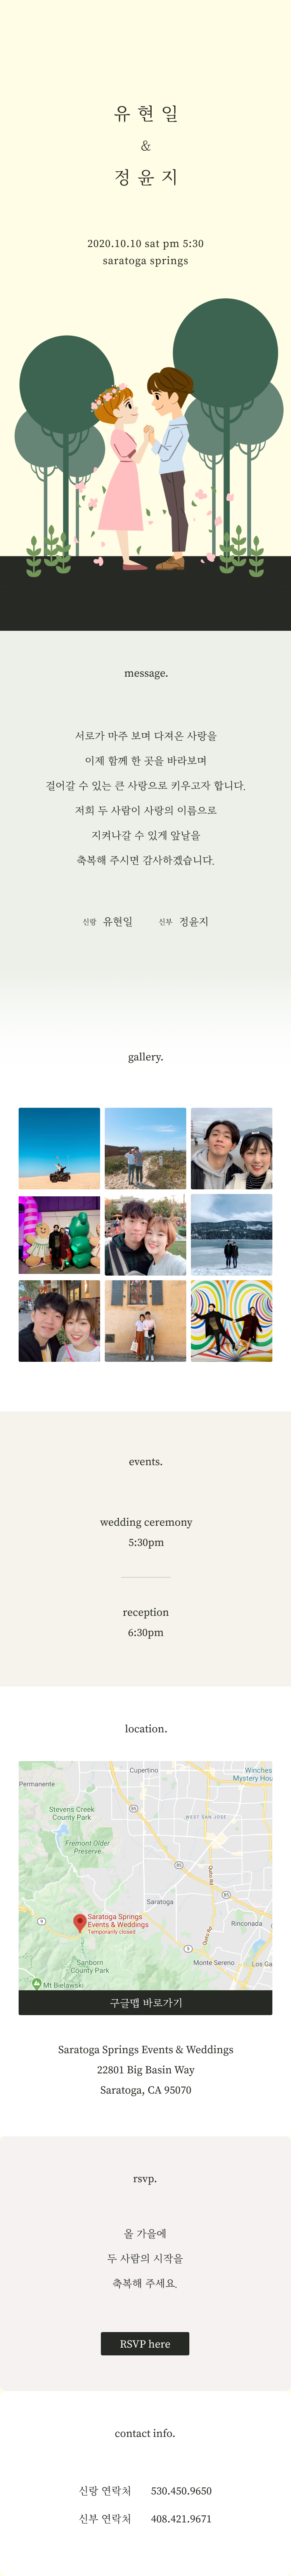 유현일
&
정윤지
2020.10.10 sat pm 5:30
saratoga springs
message.
서로가 마주 보며 다져온 사랑을
이제 함께 한 곳을 바라보며
걸어갈 수 있는 큰 사랑으로 키우고자 합니다.
저희 두 사람이 사랑의 이름으로
지켜나갈 수 있게 앞날을
축복해 주시면 감사하겠습니다.
신랑 유현일 신부 정윤지
gallery.
events.
wedding ceremony
5:30pm
reception
6:30pm
location.
Cupertino
Winches
Mystery Hou
Permanente
Stevens Creek
County Park
85
WEST SAN JOSE
Fremont Older
Preserve
85
Quito Rd
85
Saratoga
Saratoga Springs
Events & Weddings
Temporarily closed
9
Rinconada
Quito Rd
9
Sanborn
County Park
Monte Sereno
Los Ga
Mt Bielawski
구글맵 바로가기
Saratoga Springs Events & Weddings
22801 Big Basin Way
Saratoga, CA 95070
rsvp.
올 가을에
두 사람의 시작을
축복해 주세요.
RSVP here
contact info.
신랑 연락처 530.450.9650
신부 연락처 408.421.9671